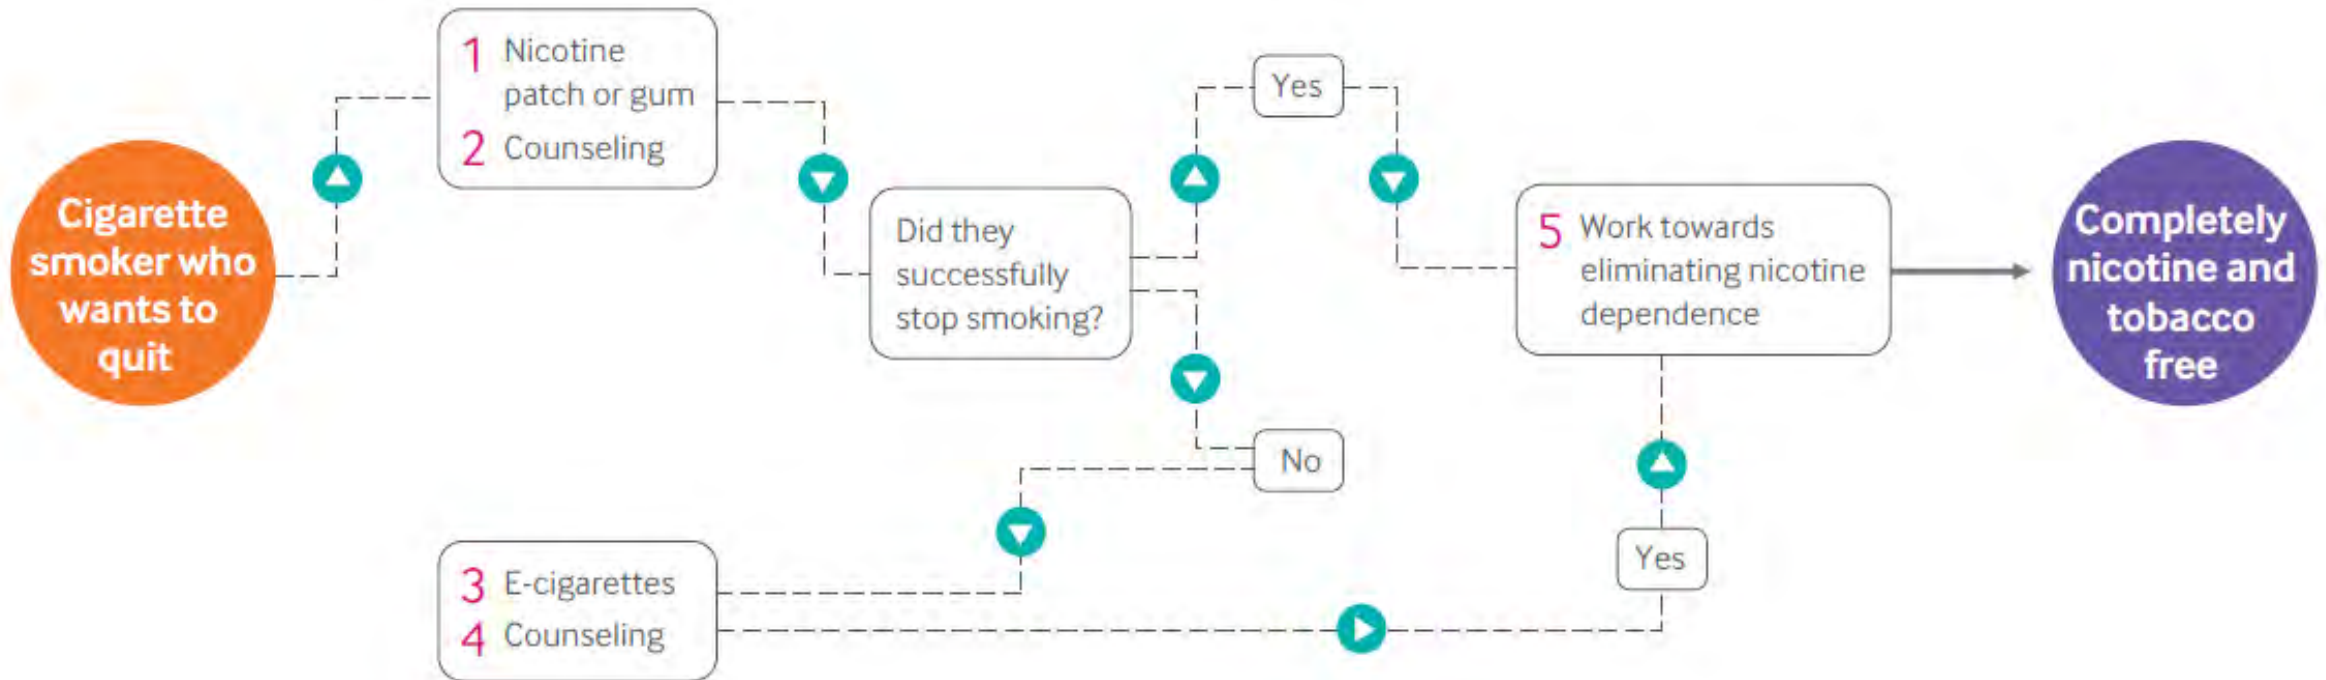 Cigarette
smoker who
wants to
quit
1 Nicotine
patch or gum
2 Counseling
Did they
successfully
stop smoking?
Yes
No
3 E-cigarettes
4 Counseling
Yes
5 Work towards
eliminating nicotine
dependence
Completely
nicotine and
tobacco
free